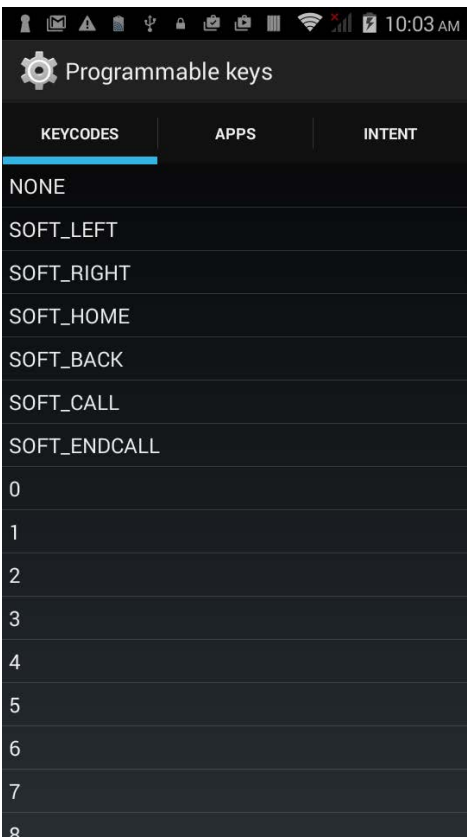 10:03 AM
Programmable keys
KEYCODES APPS INTENT
NONE
SOFT_LEFT
SOFT_RIGHT
SOFT_HOME
SOFT_BACK
SOFT_CALL
SOFT_ENDCALL
0
1
2
3
4
5
6
7
8